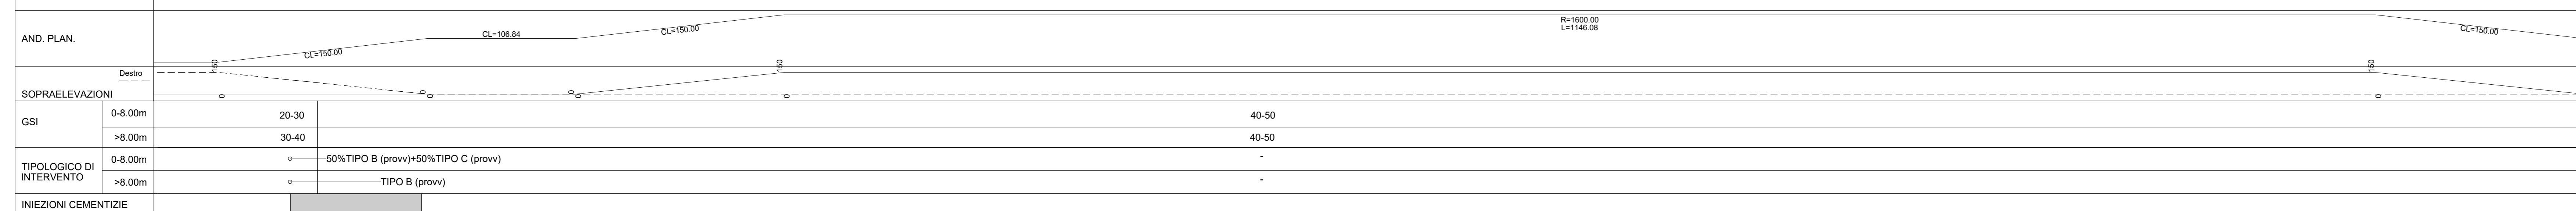 AND. PLAN.
CL=150.00
CL=106.84
CL=150.00
R=1600.00
L=1146.08
CL=150.00
Destro
SOPRAELEVAZIONI
150
0
0
0
0
0
150
0
150
0
GSI
0-8.00m
20-30
40-50
>8.00m
30-40
40-50
TIPOLOGICO DI
INTERVENTO
0-8.00m
50%TIPO B (provv)+50%TIPO C (provv)
-
>8.00m
TIPO B (provv)
-
INIEZIONI CEMENTIZIE